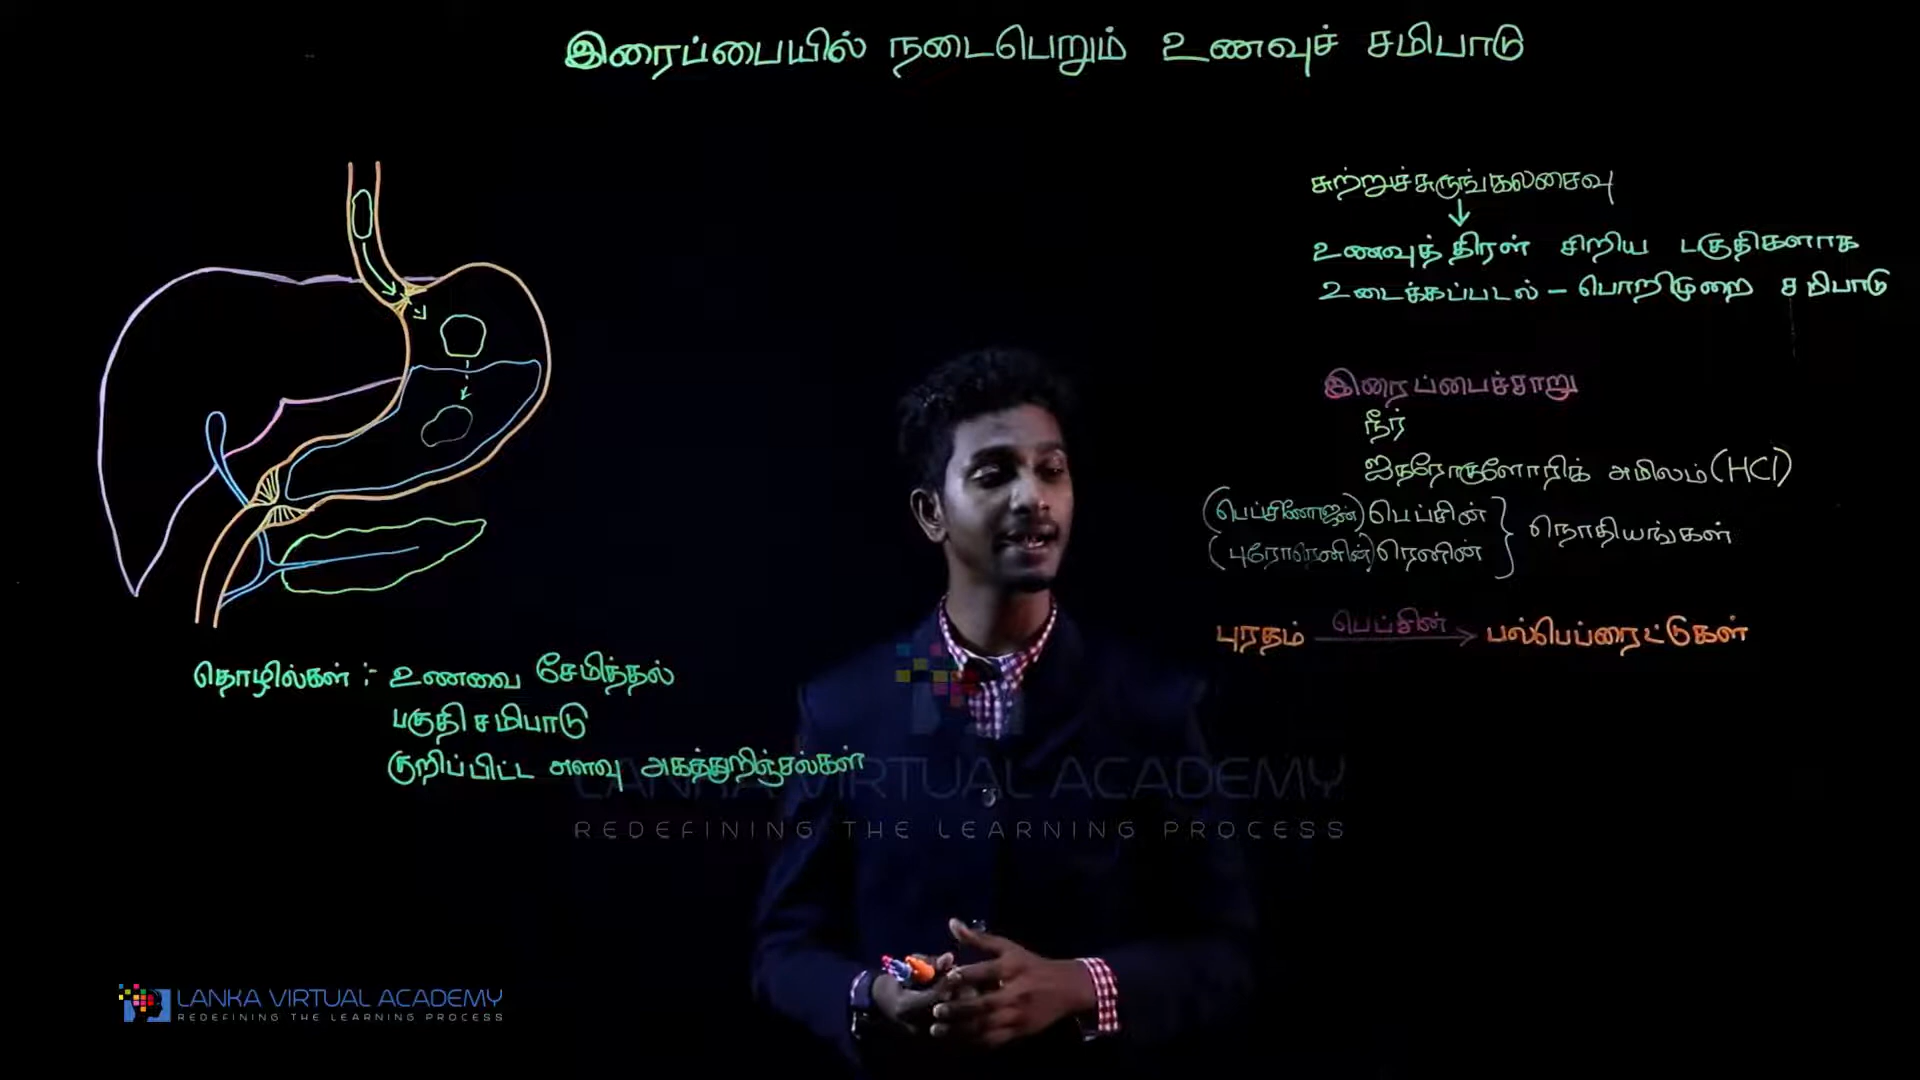 இரைப்பையில் நடைபெறும் உணவுச் சமிபாடு
சுற்றுச்சுருங்கலசைவு
உணவுத் திரள் சிறிய பகுதிகளாக
உடைக்கப்படல் – பொறிமுறை சமிபாடு
இரைப்பைச்சாறு
நீர்
ஐதரோகுளோரிக் அமிலம் (HCl)
(பெப்சினோஜன்) பெப்சின்
(புரோரெனின்) ரெனின்
நொதியங்கள்
புரதம் பெப்சின் பல்பெப்ரைட்டுகள்
தொழில்கள் :- உணவை சேமித்தல்
பகுதி சமிபாடு
குறிப்பிட்ட அளவு அகத்துறிஞ்சல்கள்
LANKA VIRTUAL ACADEMY
REDEFINING THE LEARNING PROCESS
LANKA VIRTUAL ACADEMY
REDEFINING THE LEARNING PROCESS